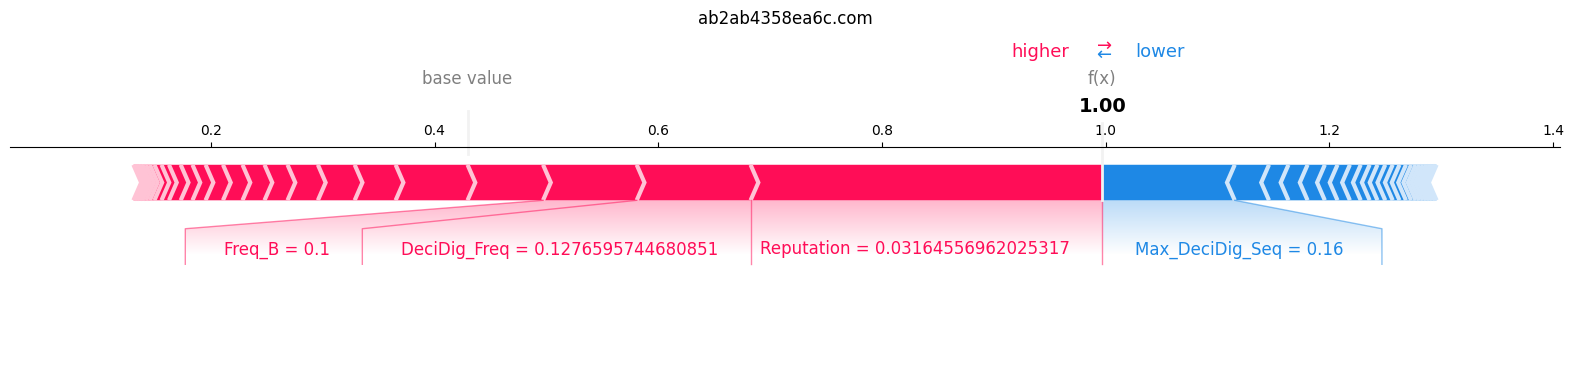 ab2ab4358ea6c.com
higher ⇄ lower
base value f(x)
1.00
0.2 0.4 0.6 0.8 1.0 1.2 1.4
Freq_B = 0.1 DeciDig_Freq = 0.1276595744680851 Reputation = 0.03164556962025317 Max_DeciDig_Seq = 0.16